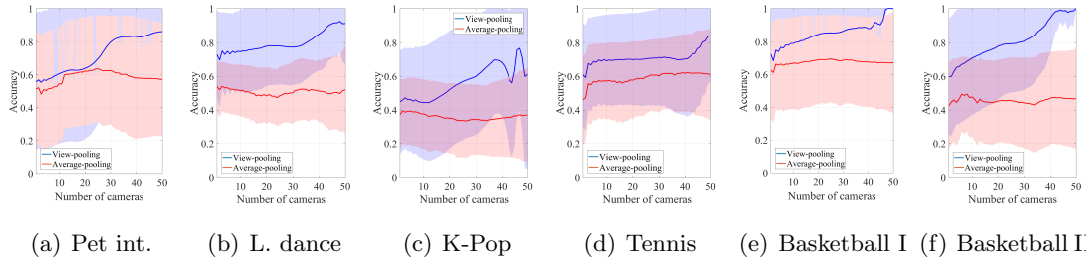 1
0.8
0.6
0.4
0.2
0
Accuracy
View-pooling
Average-pooling
10 20 30 40 50
Number of cameras
(a) Pet int.
1
0.8
0.6
0.4
0.2
0
Accuracy
View-pooling
Average-pooling
10 20 30 40 50
Number of cameras
(b) L. dance
1
0.8
0.6
0.4
0.2
0
Accuracy
View-pooling
Average-pooling
10 20 30 40 50
Number of cameras
(c) K-Pop
1
0.8
0.6
0.4
0.2
0
Accuracy
View-pooling
Average-pooling
10 20 30 40 50
Number of cameras
(d) Tennis
1
0.8
0.6
0.4
0.2
0
Accuracy
View-pooling
Average-pooling
10 20 30 40 50
Number of cameras
(e) Basketball I
1
0.8
0.6
0.4
0.2
0
Accuracy
View-pooling
Average-pooling
10 20 30 40 50
Number of cameras
(f) Basketball II